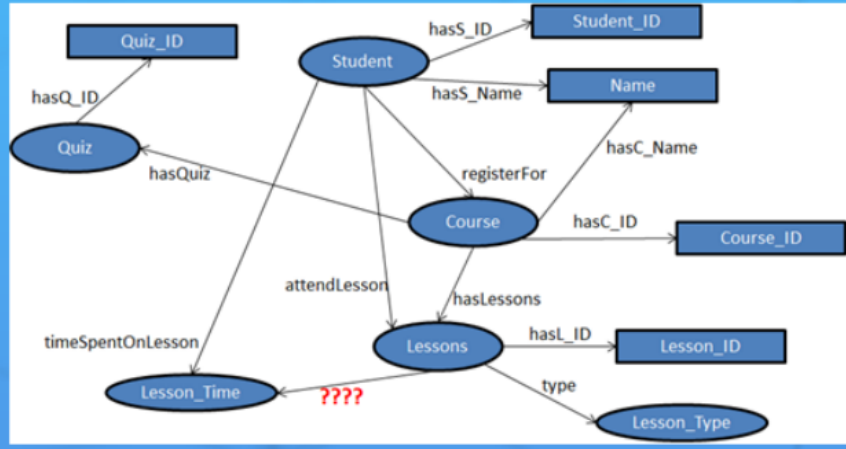 hasS_ID
Student_ID
Quiz_ID
Student
hasS_Name
Name
hasQ_ID
Quiz
hasQuiz
registerFor
hasC_Name
Course
hasC_ID
Course_ID
attendLesson
hasLessons
timeSpentOnLesson
Lessons
hasL_ID
Lesson_ID
Lesson_Time
????
type
Lesson_Type